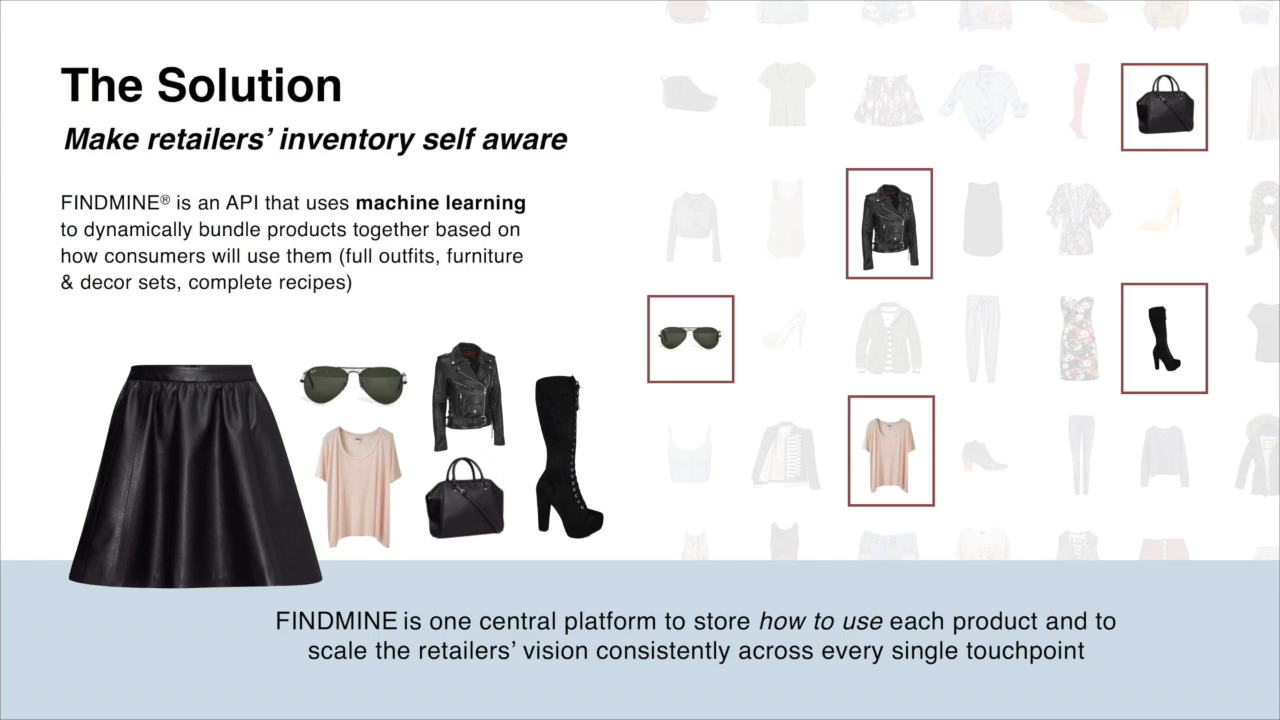 The Solution
Make retailers’ inventory self aware
FINDMINE® is an API that uses machine learning
to dynamically bundle products together based on
how consumers will use them (full outfits, furniture
& decor sets, complete recipes)
FINDMINE is one central platform to store how to use each product and to
scale the retailers’ vision consistently across every single touchpoint